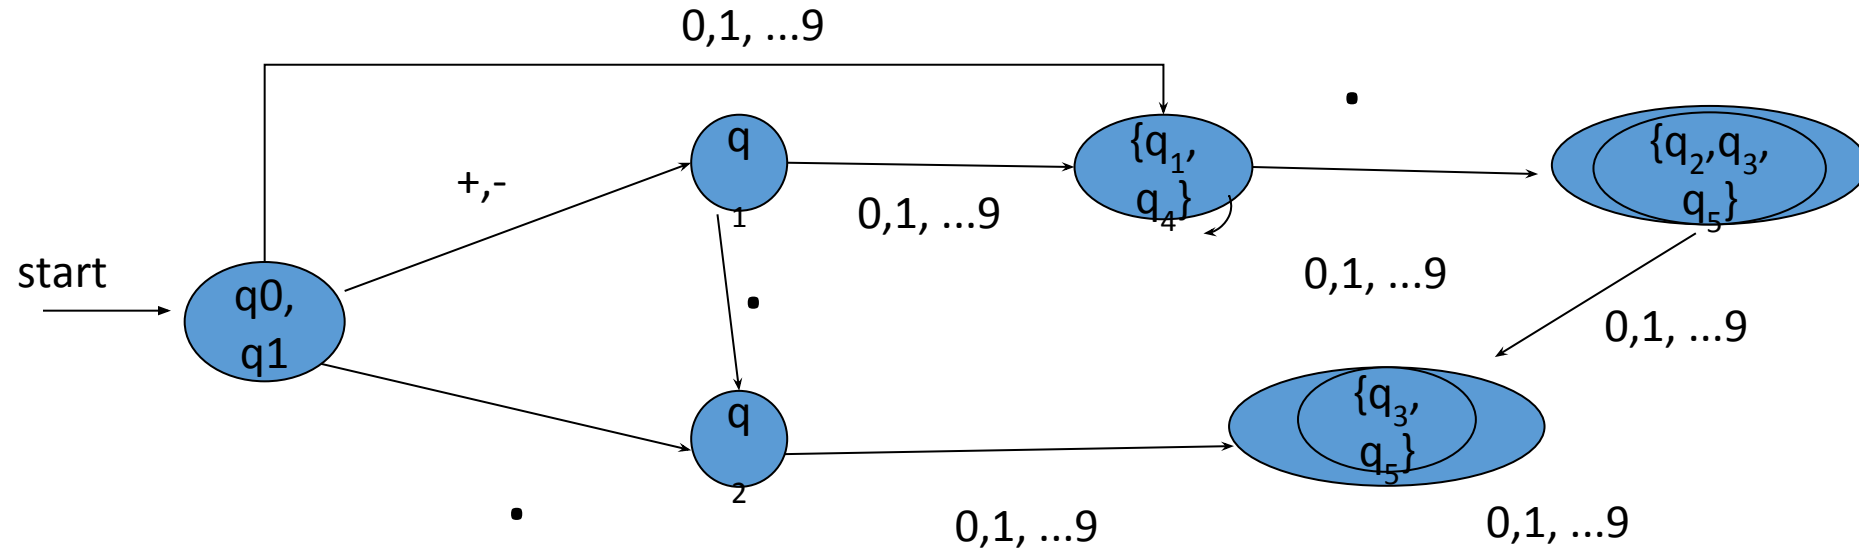 0,1, ...9
.
q
1
{q1,
q4}
{q2,q3,
q5}
+,-
0,1, ...9
start
0,1, ...9
q0,
q1
.
0,1, ...9
q
2
{q3,
q5}
.
0,1, ...9
0,1, ...9